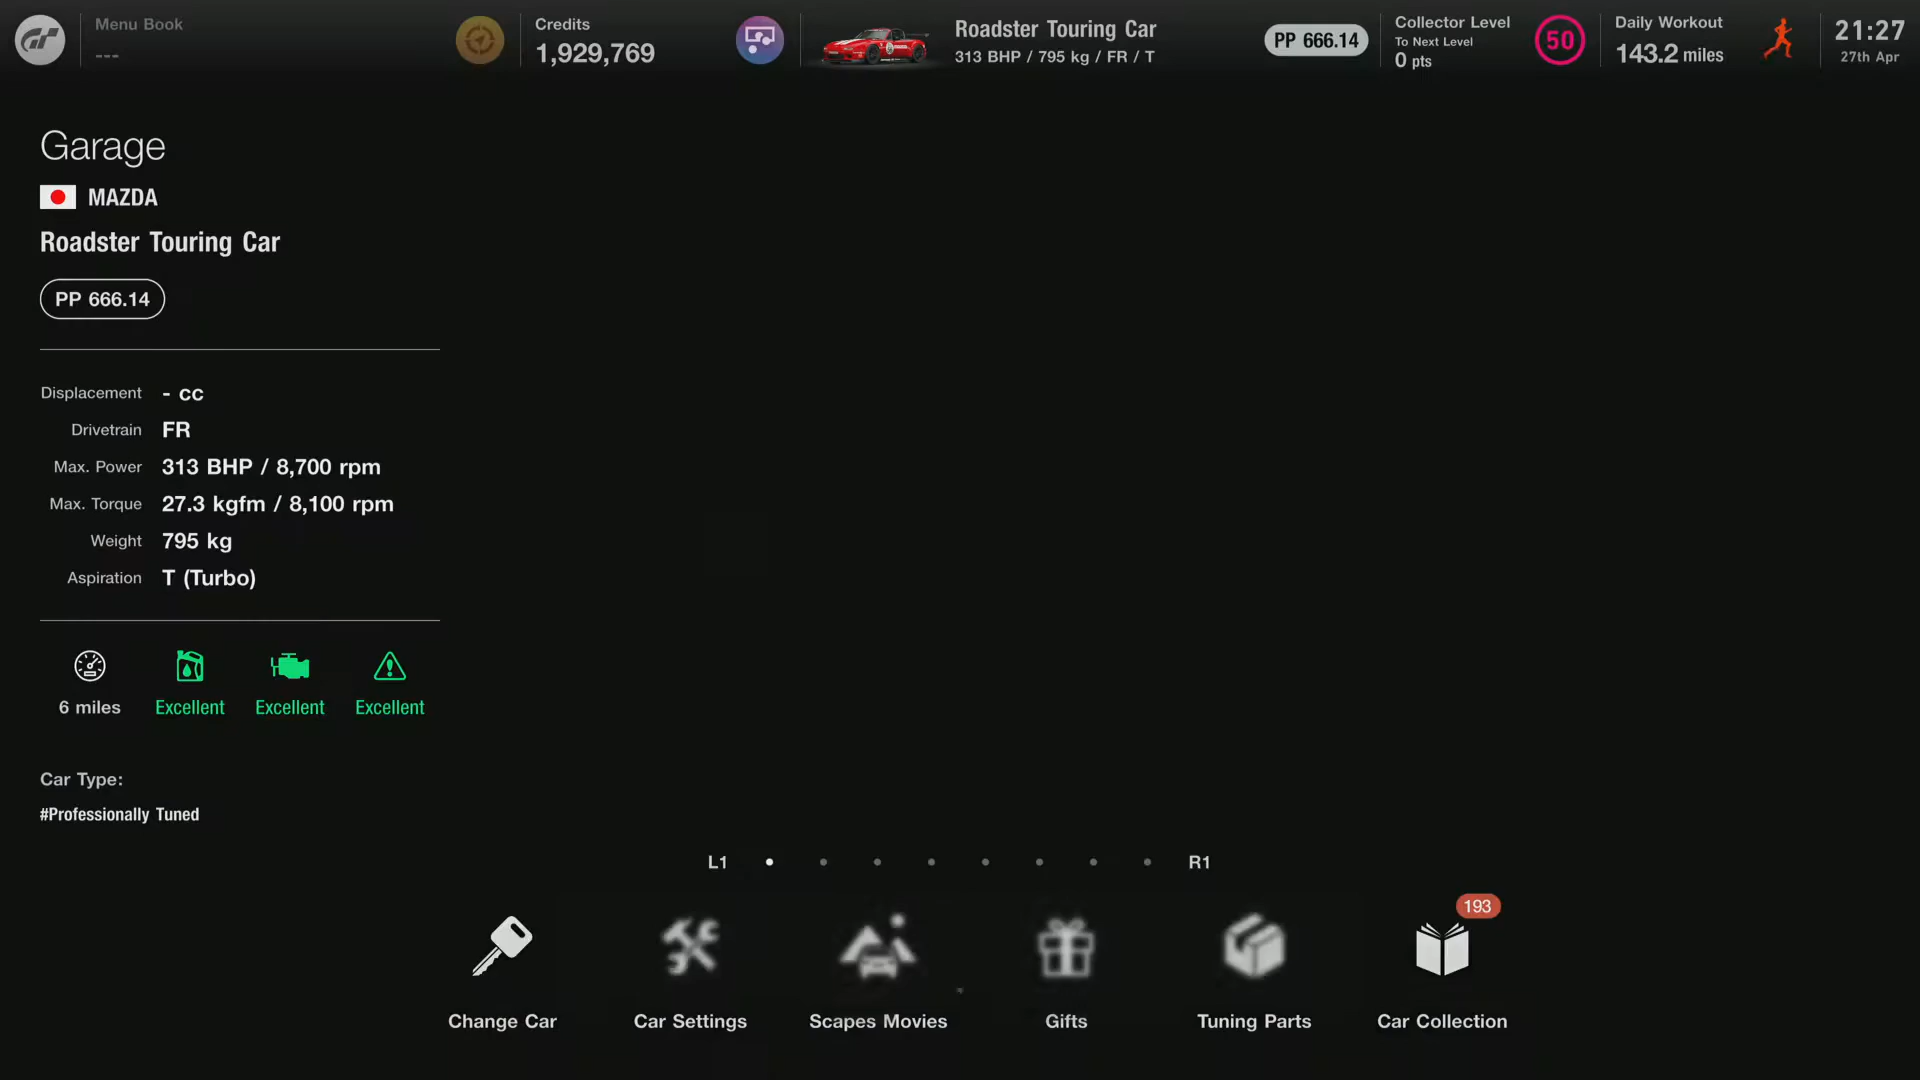 Menu Book
---
Credits
1,929,769
Roadster Touring Car
313 BHP / 795 kg / FR / T
PP 666.14
Collector Level
To Next Level
0 pts
50
Daily Workout
143.2 miles
21:27
27th Apr
Garage
MAZDA
Roadster Touring Car
PP 666.14
Displacement - cc
Drivetrain FR
Max. Power 313 BHP / 8,700 rpm
Max. Torque 27.3 kgfm / 8,100 rpm
Weight 795 kg
Aspiration T (Turbo)
6 miles
Excellent
Excellent
Excellent
Car Type:
#Professionally Tuned
L1
R1
193
Change Car
Car Settings
Scapes Movies
Gifts
Tuning Parts
Car Collection